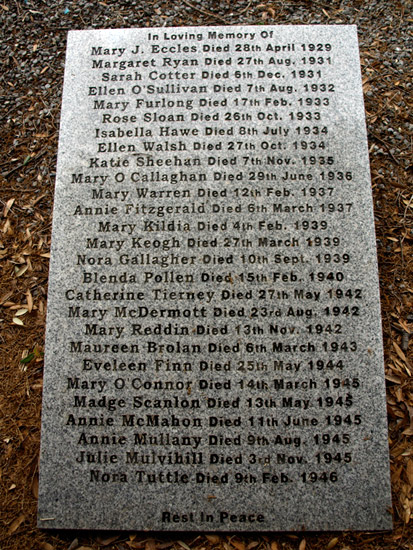 In Loving Memory Of
Mary J. Eccles Died 28th April 1929
Margaret Ryan Died 27th Aug. 1931
Sarah Cotter Died 6th Dec. 1931
Ellen O'Sullivan Died 7th Aug. 1932
Mary Furlong Died 17th Feb. 1933
Rose Sloan Died 26th Oct. 1933
Isabella Hawe Died 8th July 1934
Ellen Walsh Died 27th Oct. 1934
Katie Sheehan Died 7th Nov. 1935
Mary O Callaghan Died 29th June 1936
Mary Warren Died 12th Feb. 1937
Annie Fitzgerald Died 6th March 1937
Mary Kildia Died 4th Feb. 1939
Mary Keogh Died 27th March 1939
Nora Gallagher Died 10th Sept. 1939
Blenda Pollen Died 15th Feb. 1940
Catherine Tierney Died 27th May 1942
Mary McDermott Died 23rd Aug. 1942
Mary Reddin Died 13th Nov. 1942
Maureen Brolan Died 6th March 1943
Eveleen Finn Died 25th May 1944
Mary O'Connor Died 14th March 1945
Madge Scanlon Died 13th May 1945
Annie McMahon Died 11th June 1945
Annie Mullany Died 9th Aug. 1945
Julie Mulvihill Died 3rd Nov. 1945
Nora Tuttle Died 9th Feb. 1946
Rest In Peace